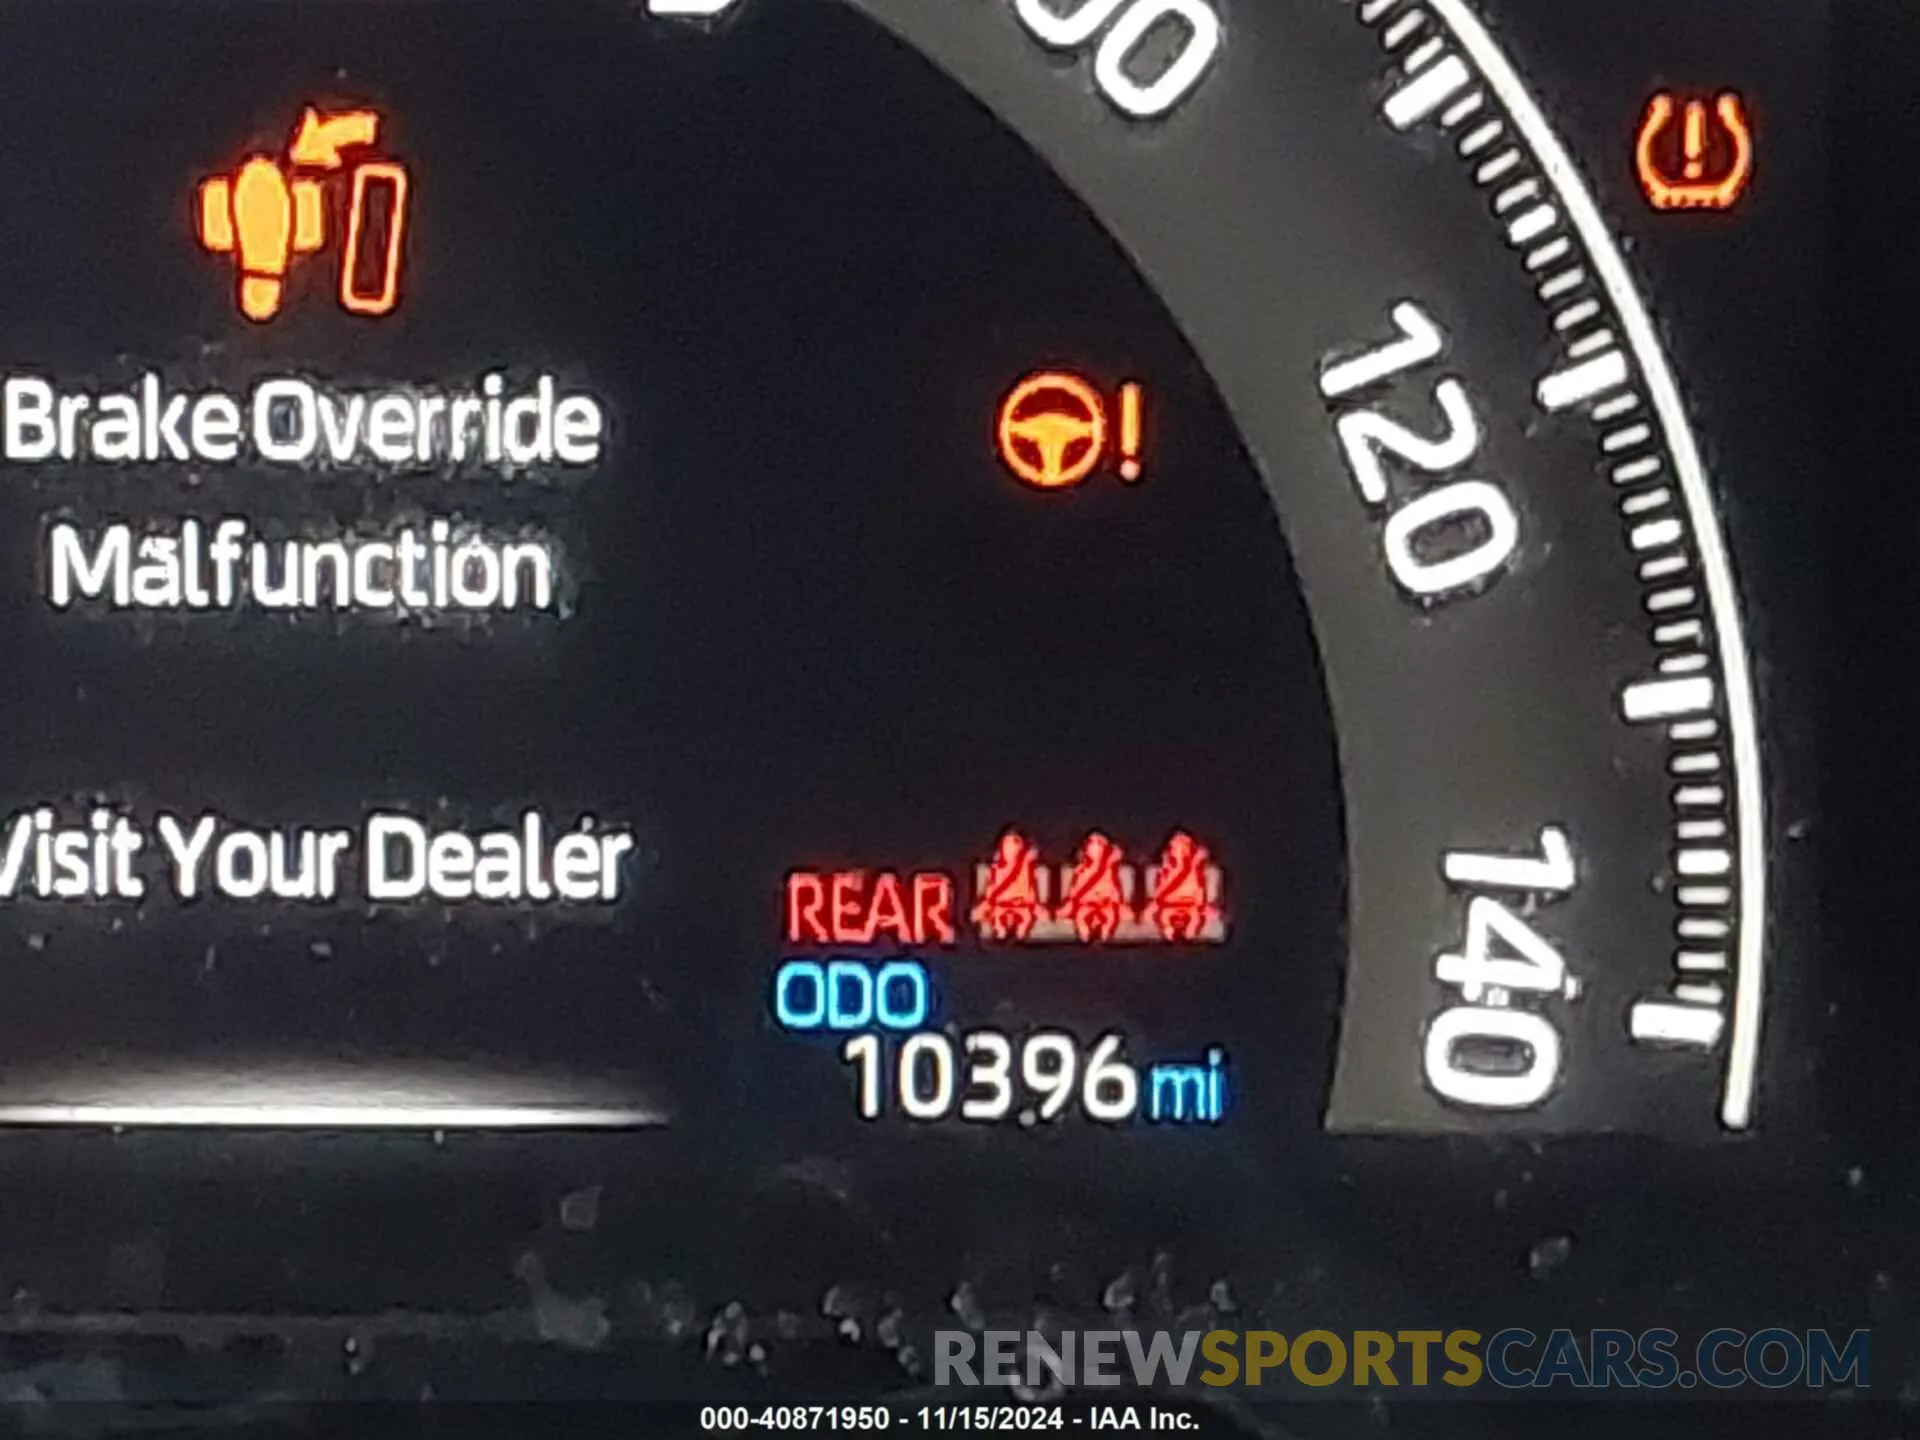 Brake Override
Malfunction
Visit Your Dealer
120
140
REAR
ODO
10396 mi
RENEWSPORTSCARS.COM
000-40871950 - 11/15/2024 - IAA Inc.